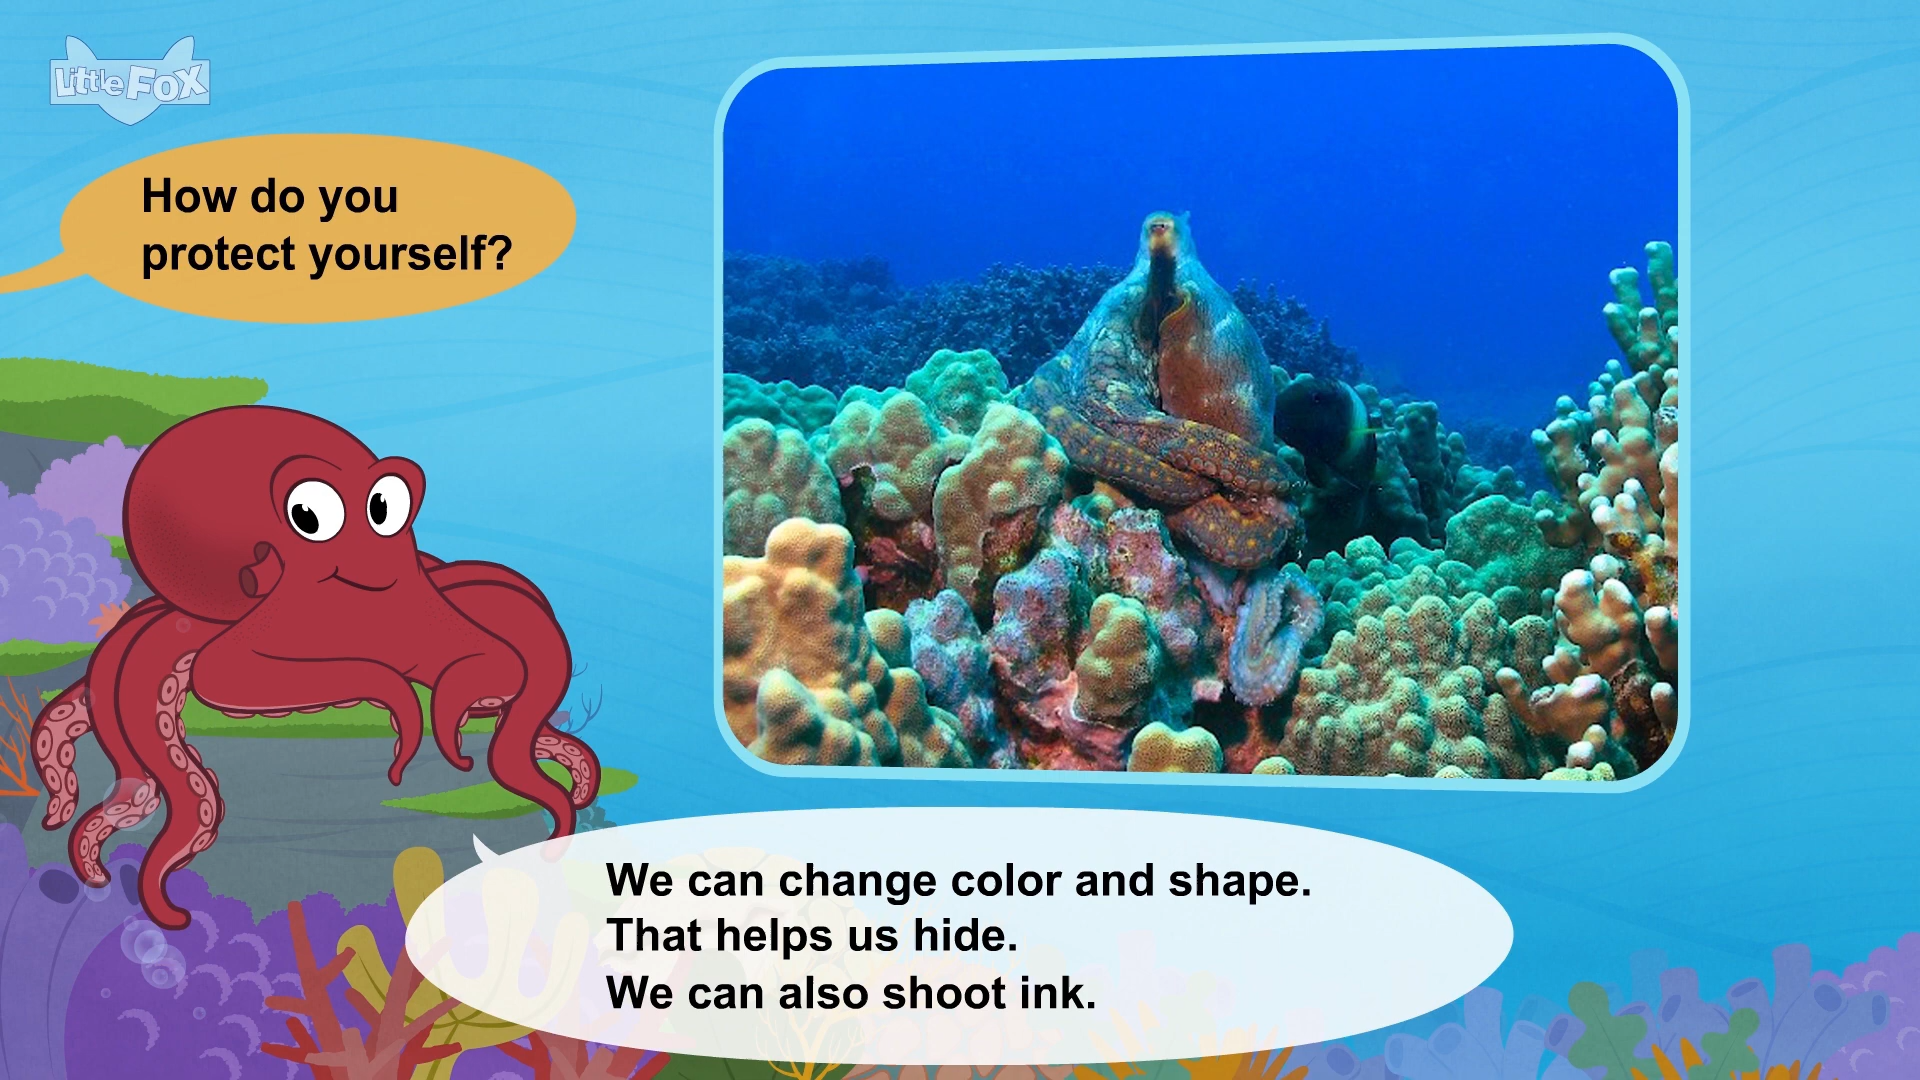 Little Fox
How do you
protect yourself?
We can change color and shape.
That helps us hide.
We can also shoot ink.